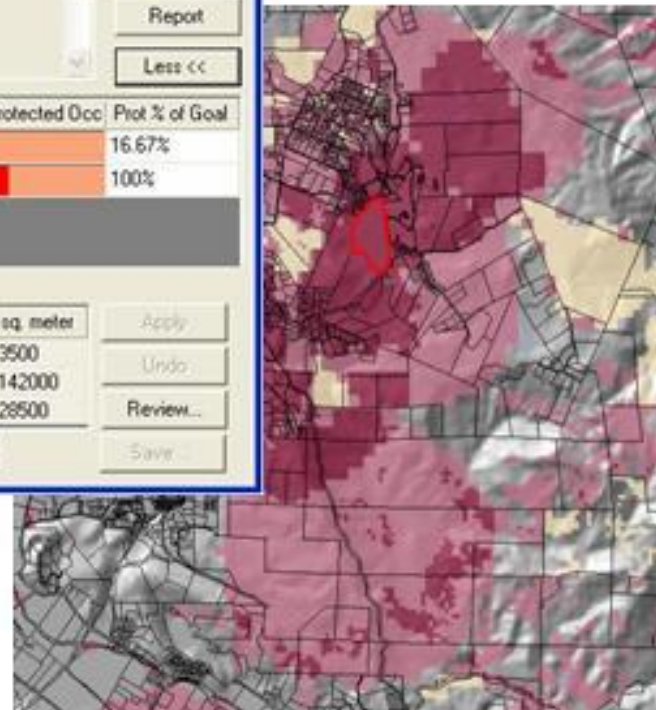 Report
Less <<
rotected Occ Prot % of Goal
16.67%
100%
sq. meter
Apply
3500
Undo
142000
28500
Review...
Save...